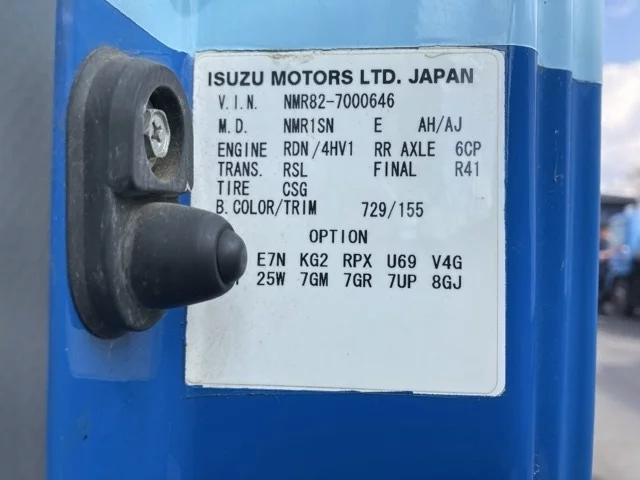 ISUZU MOTORS LTD. JAPAN
V.I.N. NMR82-7000646
M.D. NMR1SN E AH/AJ
ENGINE RDN/4HV1 RR AXLE 6CP
TRANS. RSL FINAL R41
TIRE CSG
B.COLOR/TRIM 729/155
OPTION
E7N KG2 RPX U69 V4G
25W 7GM 7GR 7UP 8GJ